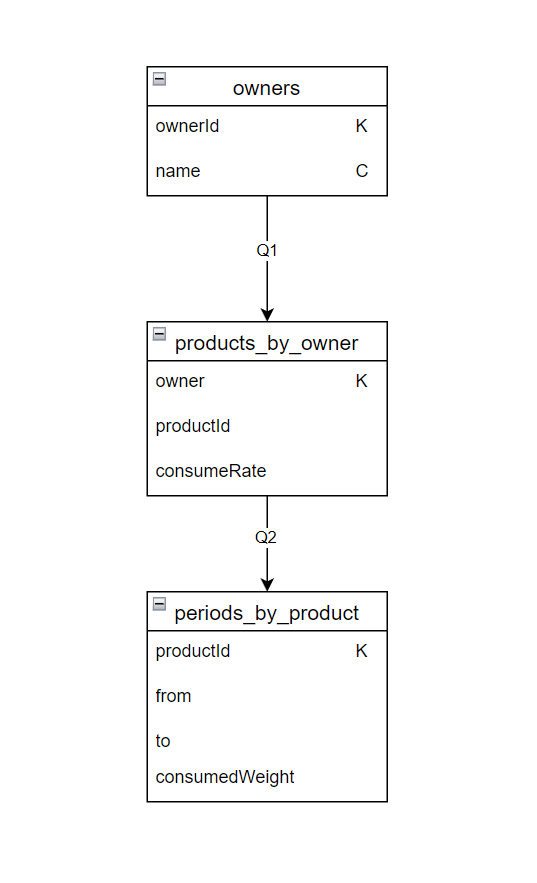 owners
ownerId K
name C
Q1
products_by_owner
owner K
productId
consumeRate
Q2
periods_by_product
productId K
from
to
consumedWeight